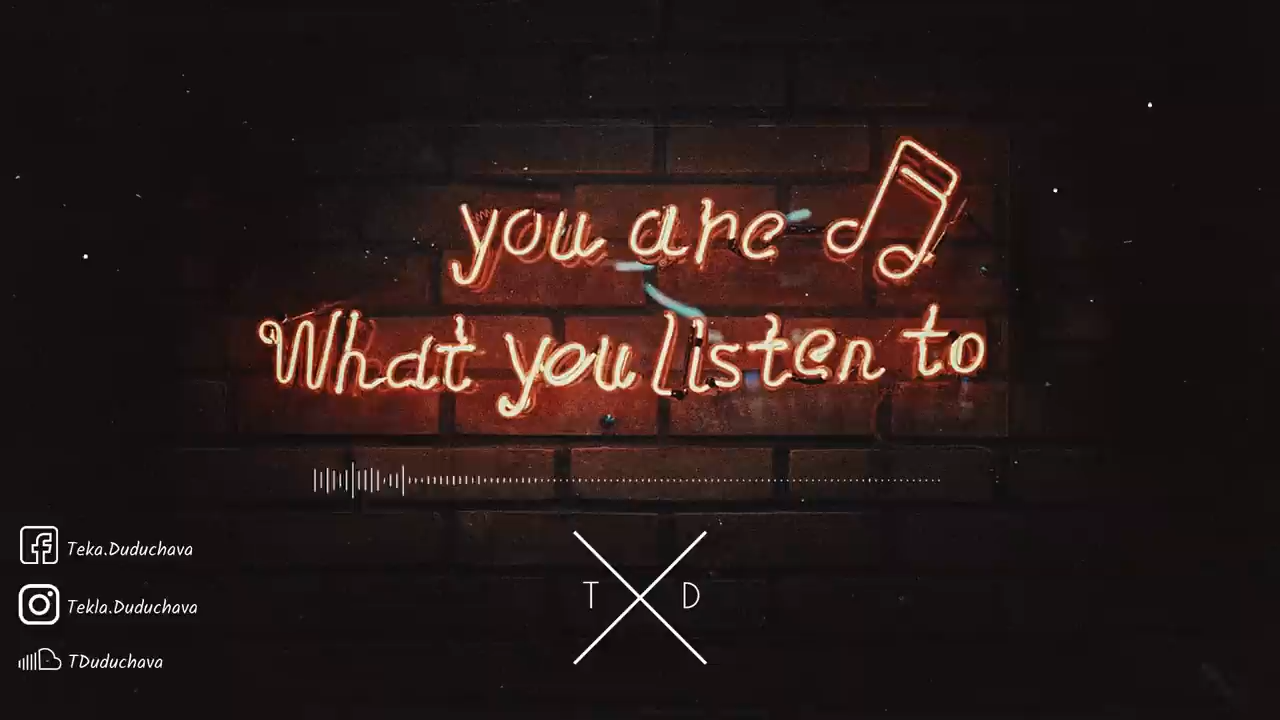 you are
What you listen to
Teka.Duduchava
T D
Tekla.Duduchava
TDuduchava